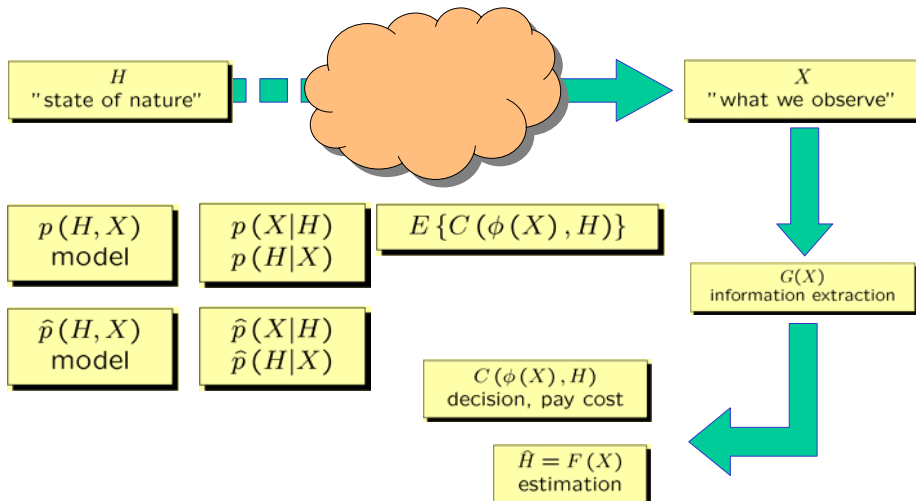 H
"state of nature"
X
"what we observe"
p (H, X)
model
p (X|H)
p (H|X)
E {C (ϕ (X) , H)}
G(X)
information extraction
p̂ (H, X)
model
p̂ (X|H)
p̂ (H|X)
C (ϕ (X) , H)
decision, pay cost
Ĥ = F (X)
estimation